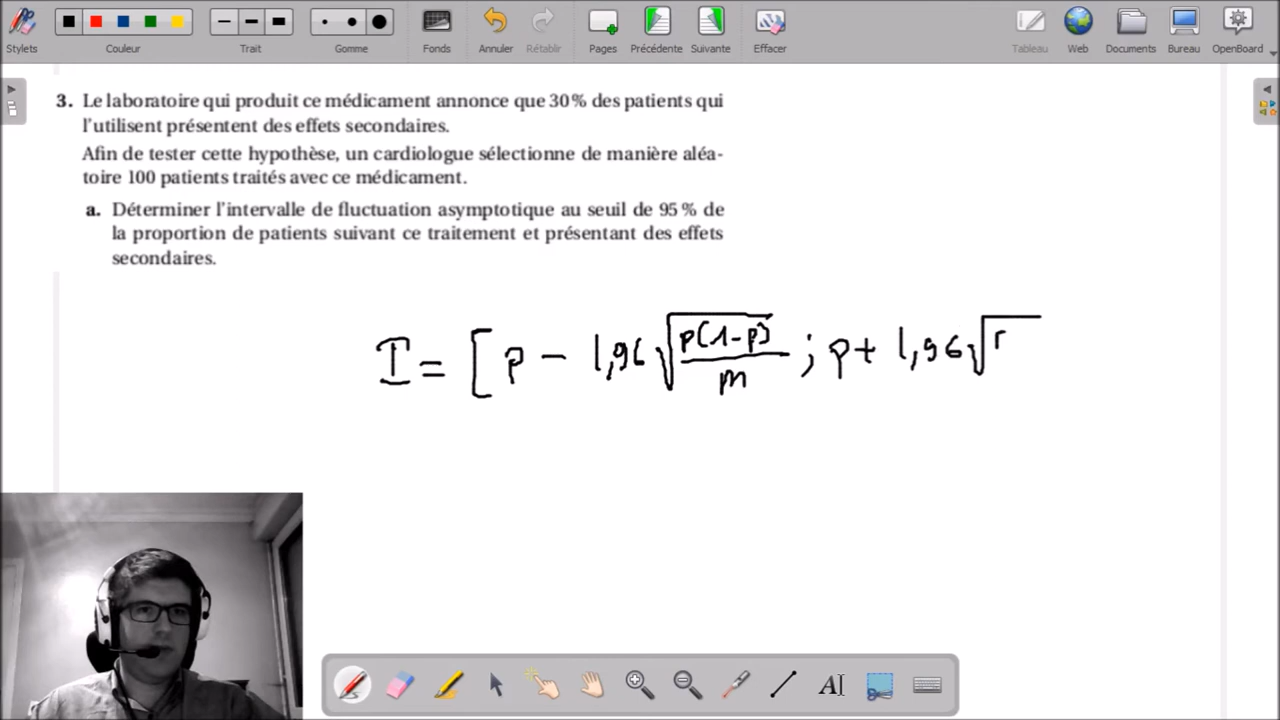 Stylets Couleur Trait Gomme Fonds Annuler Rétablir Pages Précédente Suivante Effacer Tableau Web Documents Bureau OpenBoard
3. Le laboratoire qui produit ce médicament annonce que 30 % des patients qui
l'utilisent présentent des effets secondaires.
Afin de tester cette hypothèse, un cardiologue sélectionne de manière aléa-
toire 100 patients traités avec ce médicament.
a. Déterminer l'intervalle de fluctuation asymptotique au seuil de 95 % de
la proportion de patients suivant ce traitement et présentant des effets
secondaires.
I = [ p - 1,96 √(p(1-p)/n) ; p + 1,96 √
AI